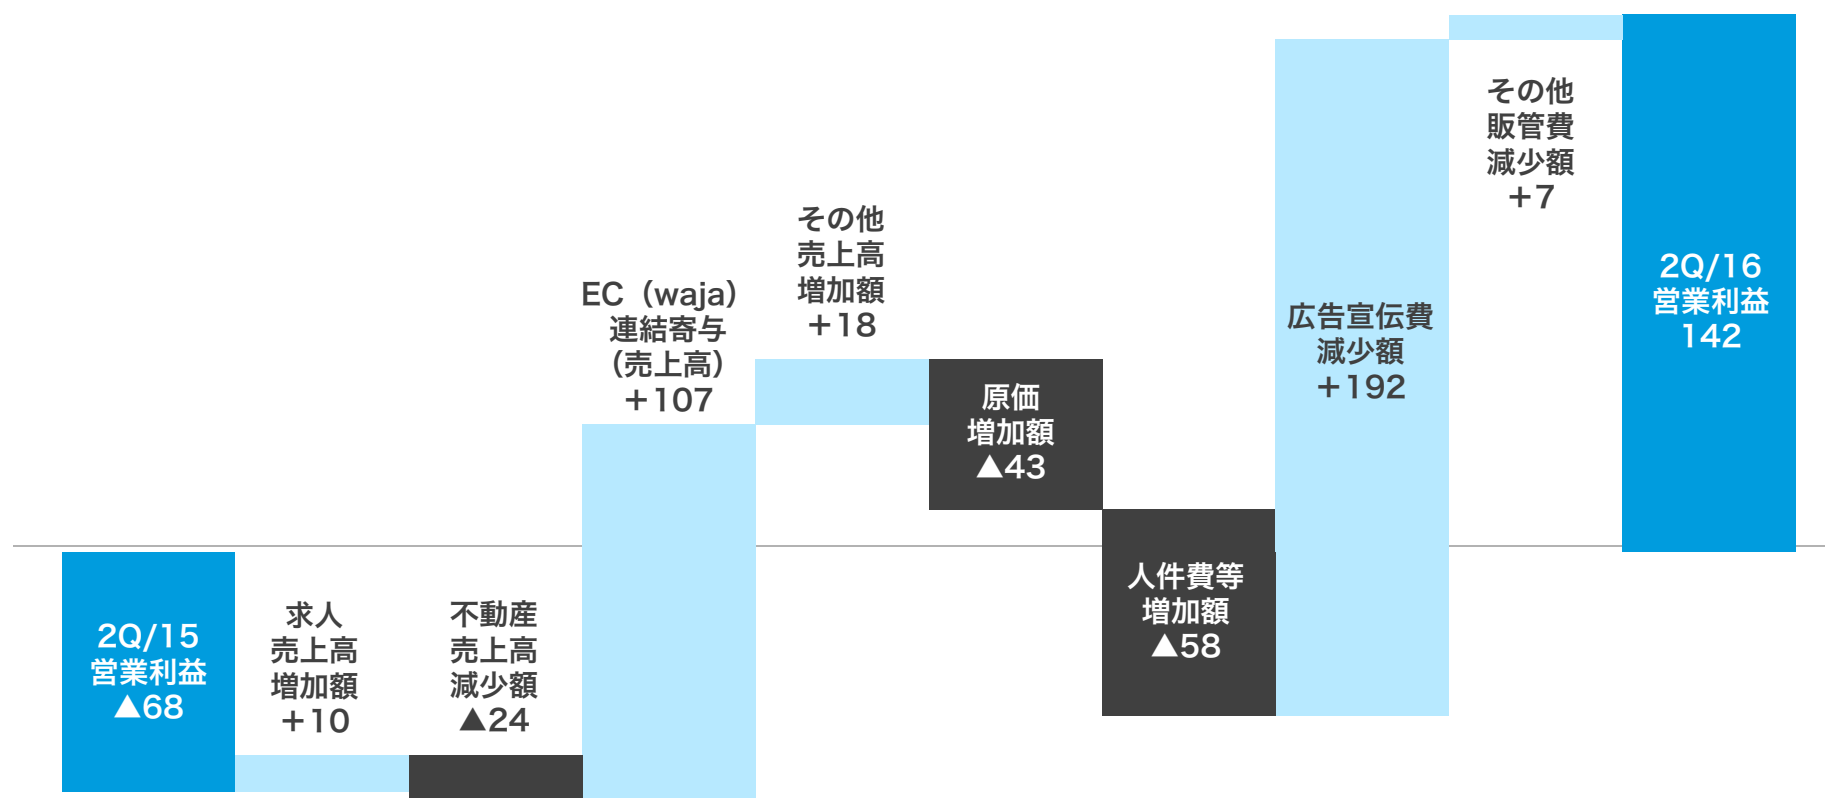 2Q/15
営業利益
▲68
求人
売上高
増加額
＋10
不動産
売上高
減少額
▲24
EC（waja）
連結寄与
（売上高）
＋107
その他
売上高
増加額
＋18
原価
増加額
▲43
人件費等
増加額
▲58
広告宣伝費
減少額
＋192
その他
販管費
減少額
＋7
2Q/16
営業利益
142